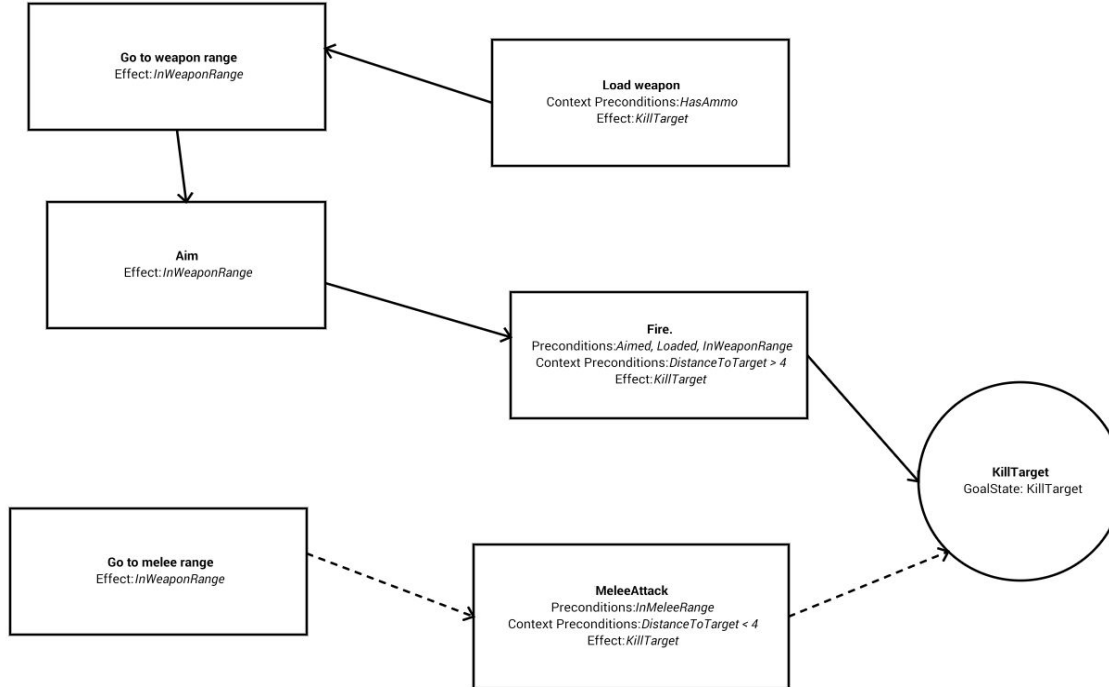 Go to weapon range
Effect:InWeaponRange
Load weapon
Context Preconditions:HasAmmo
Effect:KillTarget
Aim
Effect:InWeaponRange
Fire.
Preconditions:Aimed, Loaded, InWeaponRange
Context Preconditions:DistanceToTarget > 4
Effect:KillTarget
KillTarget
GoalState: KillTarget
Go to melee range
Effect:InWeaponRange
MeleeAttack
Preconditions:InMeleeRange
Context Preconditions:DistanceToTarget < 4
Effect:KillTarget